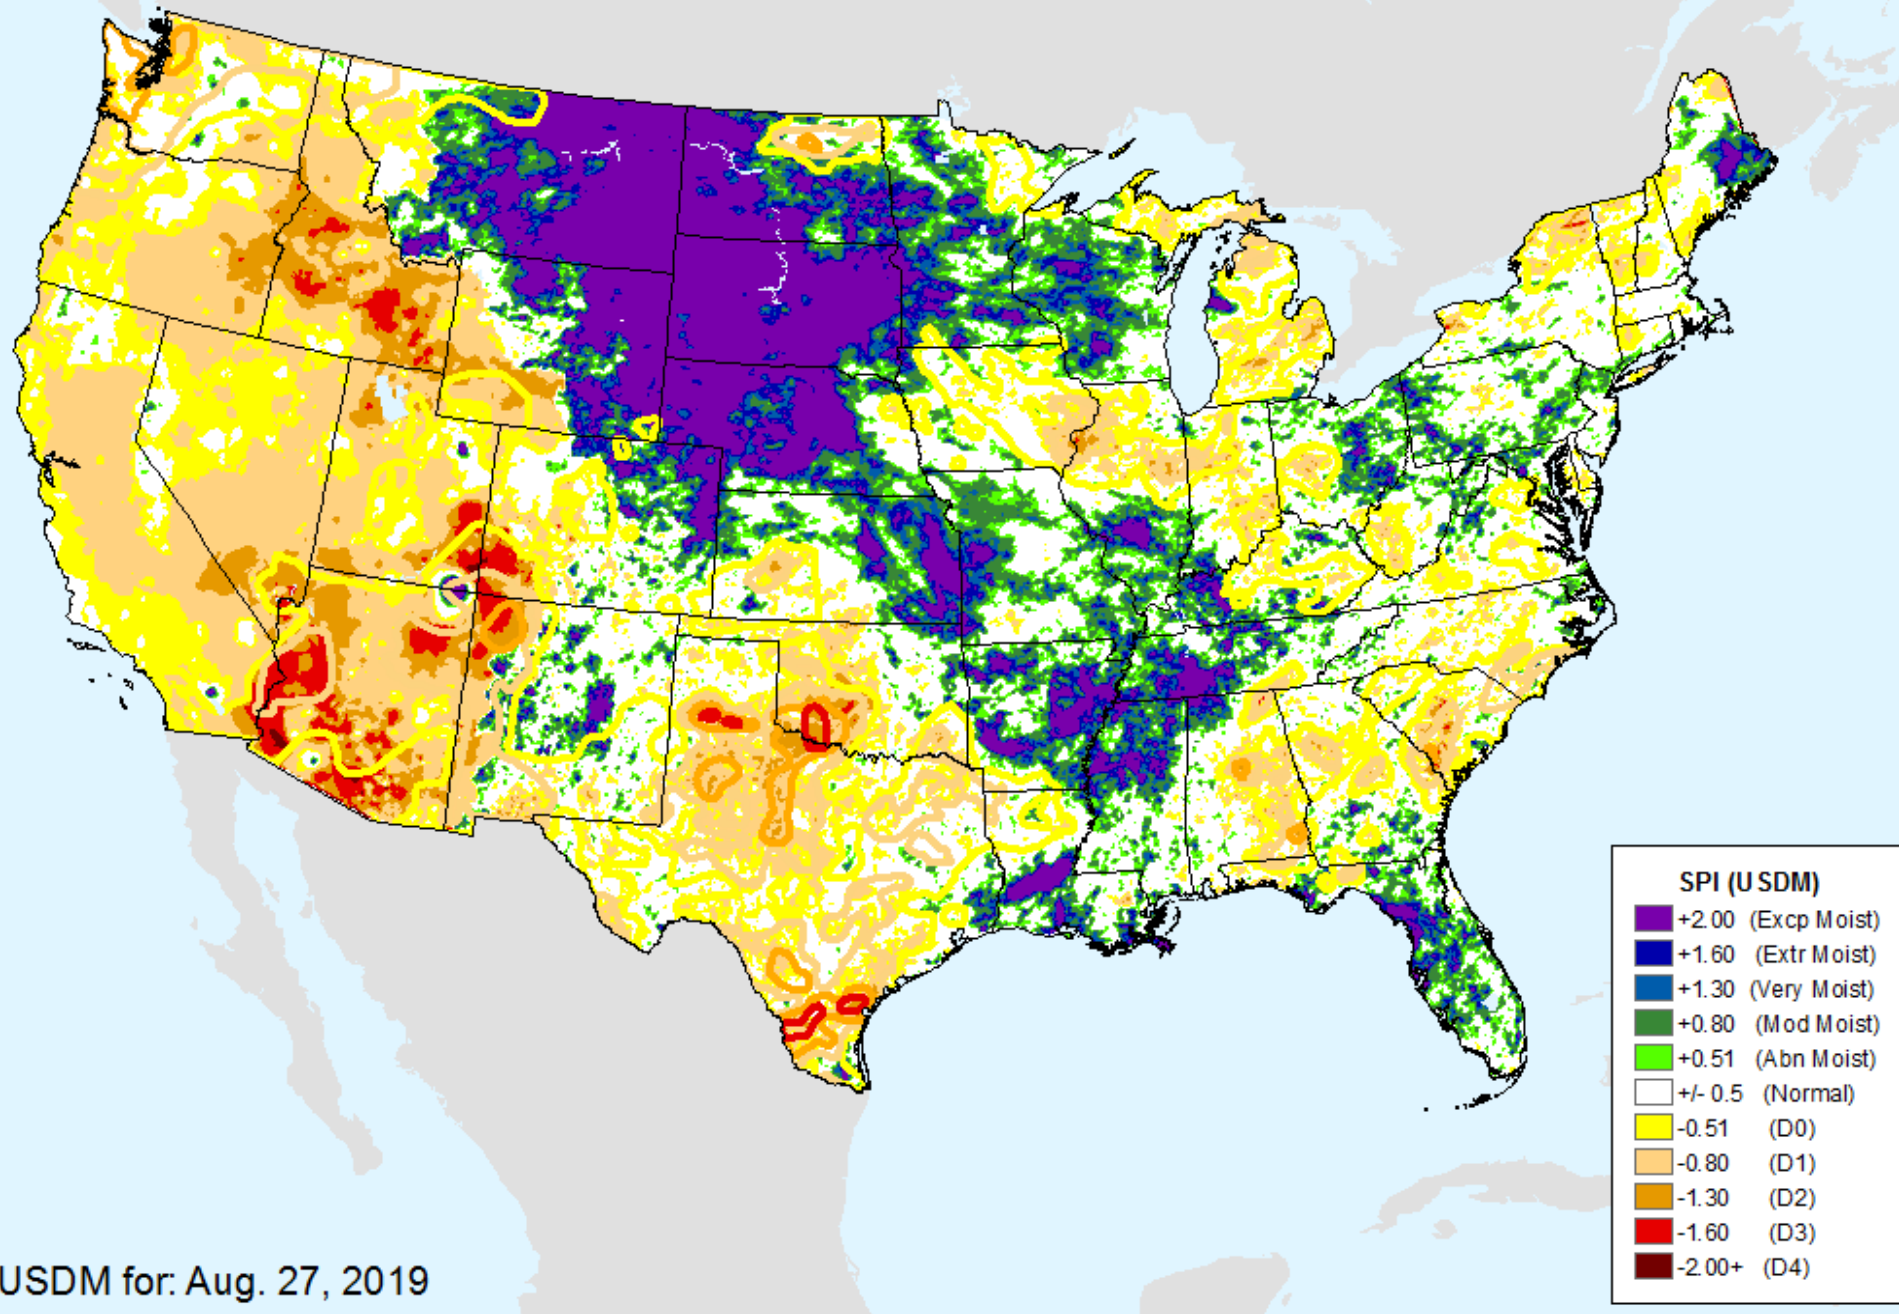 SPI (USDM)
+2.00 (Excp Moist)
+1.60 (Extr Moist)
+1.30 (Very Moist)
+0.80 (Mod Moist)
+0.51 (Abn Moist)
+/- 0.5 (Normal)
-0.51 (D0)
-0.80 (D1)
-1.30 (D2)
-1.60 (D3)
-2.00+ (D4)
USDM for: Aug. 27, 2019